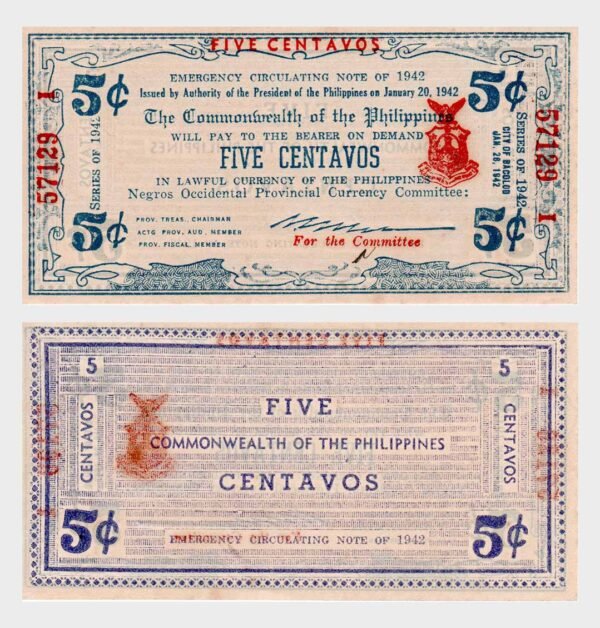 FIVE CENTAVOS
5¢
EMERGENCY CIRCULATING NOTE OF 1942
5¢
Issued by Authority of the President of the Philippines on January 20, 1942
The Commonwealth of the Philippines
WILL PAY TO THE BEARER ON DEMAND
FIVE CENTAVOS
IN LAWFUL CURRENCY OF THE PHILIPPINES
Negros Occidental Provincial Currency Committee:
57129 I
SERIES OF 1942
SERIES OF 1942
CITY OF BACOLOD
JAN. 26, 1942
57129 I
5¢
PROV. TREAS., CHAIRMAN
ACTG PROV. AUD., MEMBER
PROV. FISCAL, MEMBER
For the Committee
5¢
FIVE CENTAVOS
5
5
FIVE
COMMONWEALTH OF THE PHILIPPINES
CENTAVOS
CENTAVOS
CENTAVOS
5¢
EMERGENCY CIRCULATING NOTE OF 1942
5¢